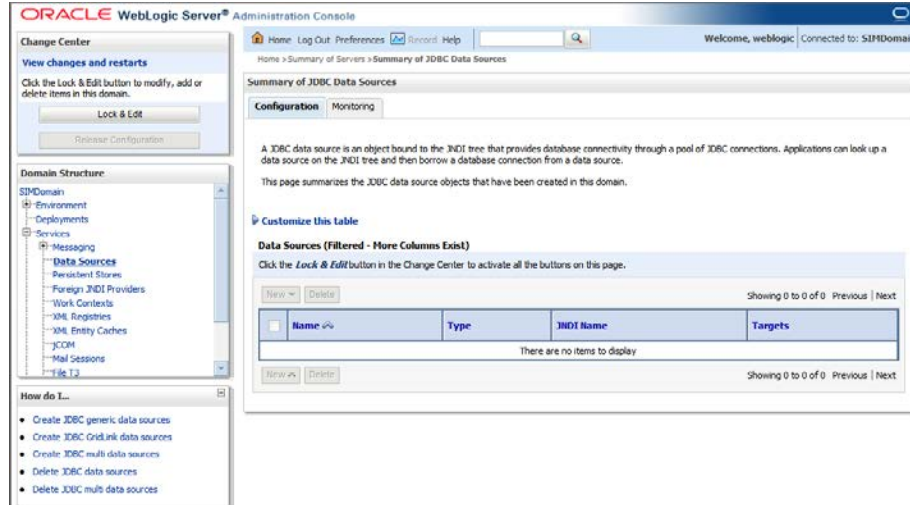 ORACLE WebLogic Server® Administration Console
Change Center
View changes and restarts
Click the Lock & Edit button to modify, add or
delete items in this domain.
Lock & Edit
Release Configuration
Domain Structure
SIMDomain
Environment
Deployments
Services
Messaging
Data Sources
Persistent Stores
Foreign JNDI Providers
Work Contexts
XML Registries
XML Entity Caches
jCOM
Mail Sessions
File T3
How do I...
Create JDBC generic data sources
Create JDBC GridLink data sources
Create JDBC multi data sources
Delete JDBC data sources
Delete JDBC multi data sources
Home Log Out Preferences Record Help
Welcome, weblogic Connected to: SIMDomai
Home >Summary of Servers >Summary of JDBC Data Sources
Summary of JDBC Data Sources
Configuration Monitoring
A JDBC data source is an object bound to the JNDI tree that provides database connectivity through a pool of JDBC connections. Applications can look up a
data source on the JNDI tree and then borrow a database connection from a data source.
This page summarizes the JDBC data source objects that have been created in this domain.
Customize this table
Data Sources (Filtered - More Columns Exist)
Click the Lock & Edit button in the Change Center to activate all the buttons on this page.
New Delete Showing 0 to 0 of 0 Previous | Next
Name Type JNDI Name Targets
There are no items to display
New Delete Showing 0 to 0 of 0 Previous | Next